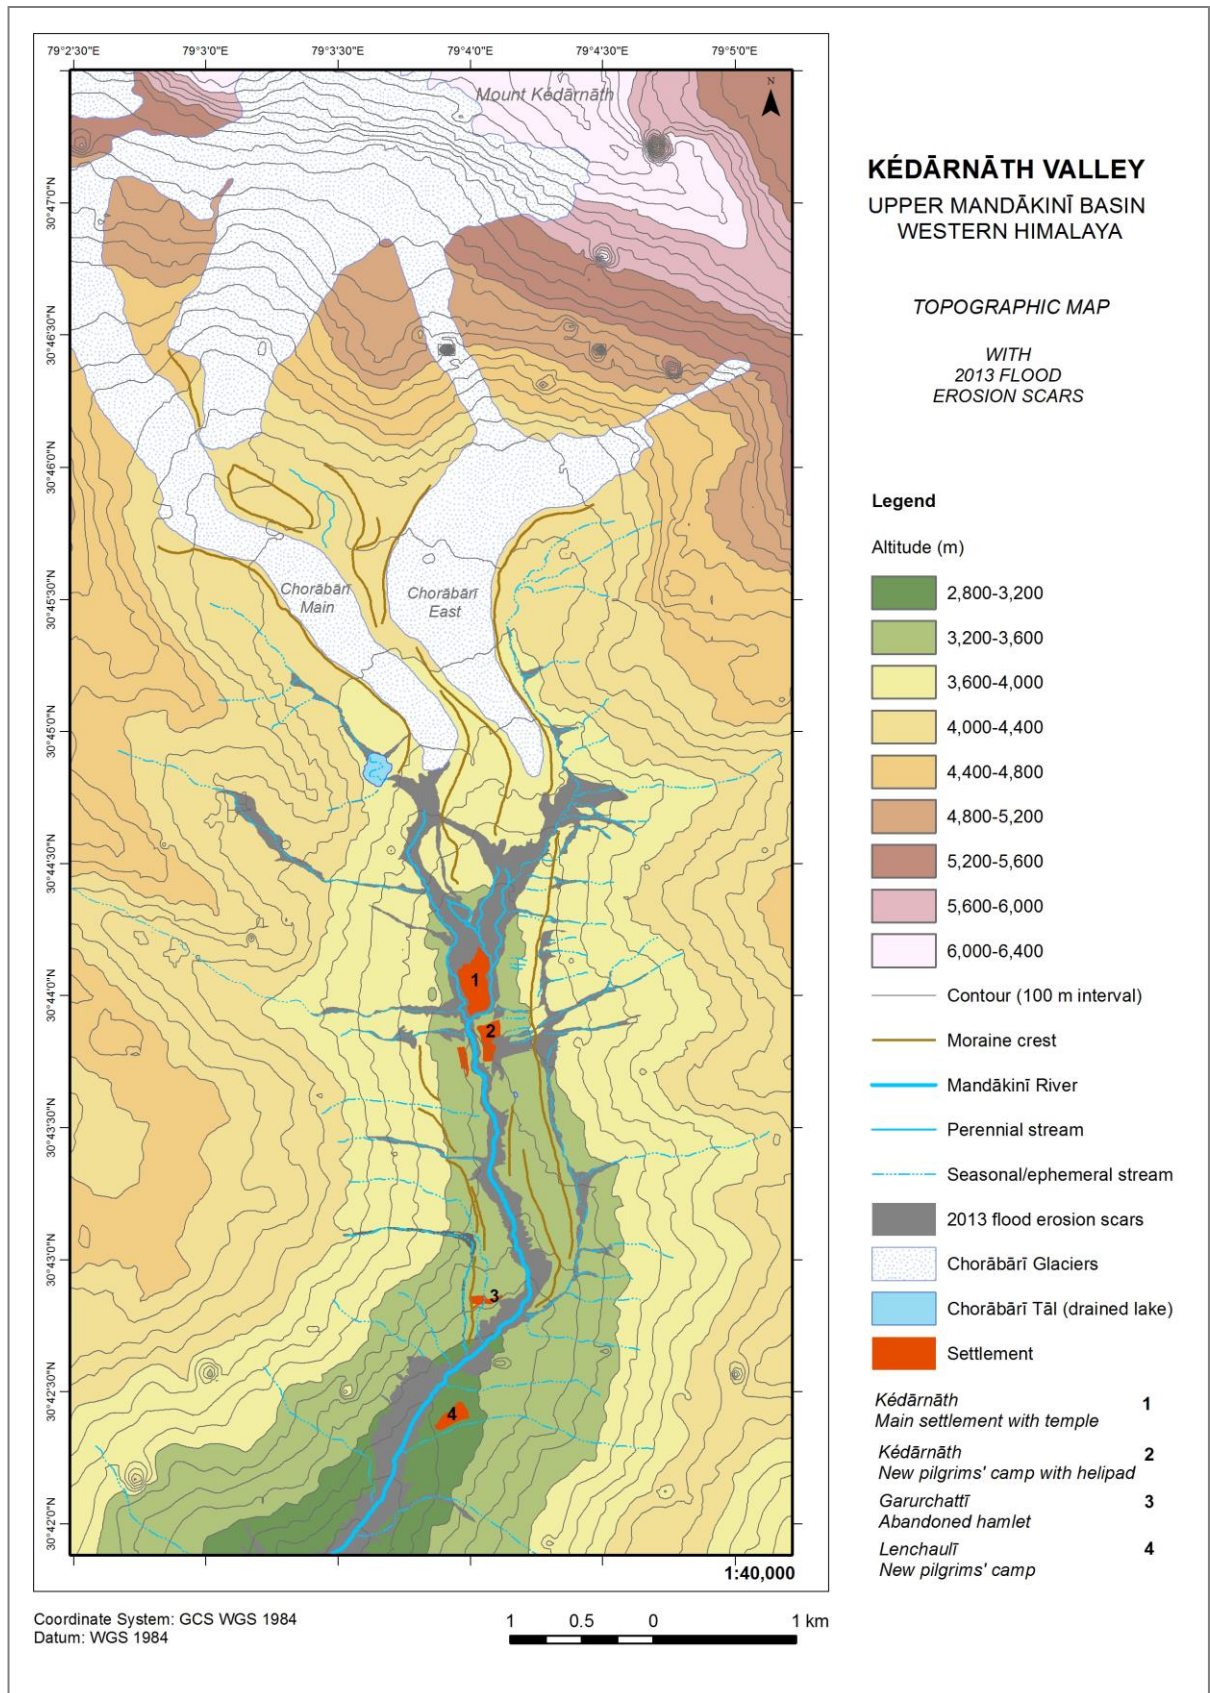 79°2'30"E
79°3'0"E
79°3'30"E
79°4'0"E
79°4'30"E
79°5'0"E
30°47'0"N
30°46'30"N
30°46'0"N
30°45'30"N
30°45'0"N
30°44'30"N
30°44'0"N
30°43'30"N
30°43'0"N
30°42'30"N
30°42'0"N
Mount Kédārnāth
N
Chorābārī
Main
Chorābārī
East
1
2
3
4
1:40,000
Coordinate System: GCS WGS 1984
Datum: WGS 1984
1 0.5 0 1 km
KÉDĀRNĀTH VALLEY
UPPER MANDĀKINĪ BASIN
WESTERN HIMALAYA
TOPOGRAPHIC MAP
WITH
2013 FLOOD
EROSION SCARS
Legend
Altitude (m)
2,800-3,200
3,200-3,600
3,600-4,000
4,000-4,400
4,400-4,800
4,800-5,200
5,200-5,600
5,600-6,000
6,000-6,400
Contour (100 m interval)
Moraine crest
Mandākinī River
Perennial stream
Seasonal/ephemeral stream
2013 flood erosion scars
Chorābārī Glaciers
Chorābārī Tāl (drained lake)
Settlement
Kédārnāth 1
Main settlement with temple
Kédārnāth 2
New pilgrims' camp with helipad
Garurchattī 3
Abandoned hamlet
Lenchaulī 4
New pilgrims' camp